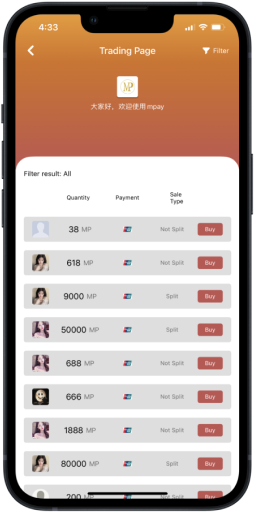 4:33
Trading Page
Filter
MP
大家好，欢迎使用 mpay
Filter result: All
Quantity Payment Sale Type
38 MP Not Split Buy
618 MP Not Split Buy
9000 MP Split Buy
50000 MP Split Buy
688 MP Not Split Buy
666 MP Not Split Buy
1888 MP Not Split Buy
80000 MP Split Buy
200 MP Not Split Buy